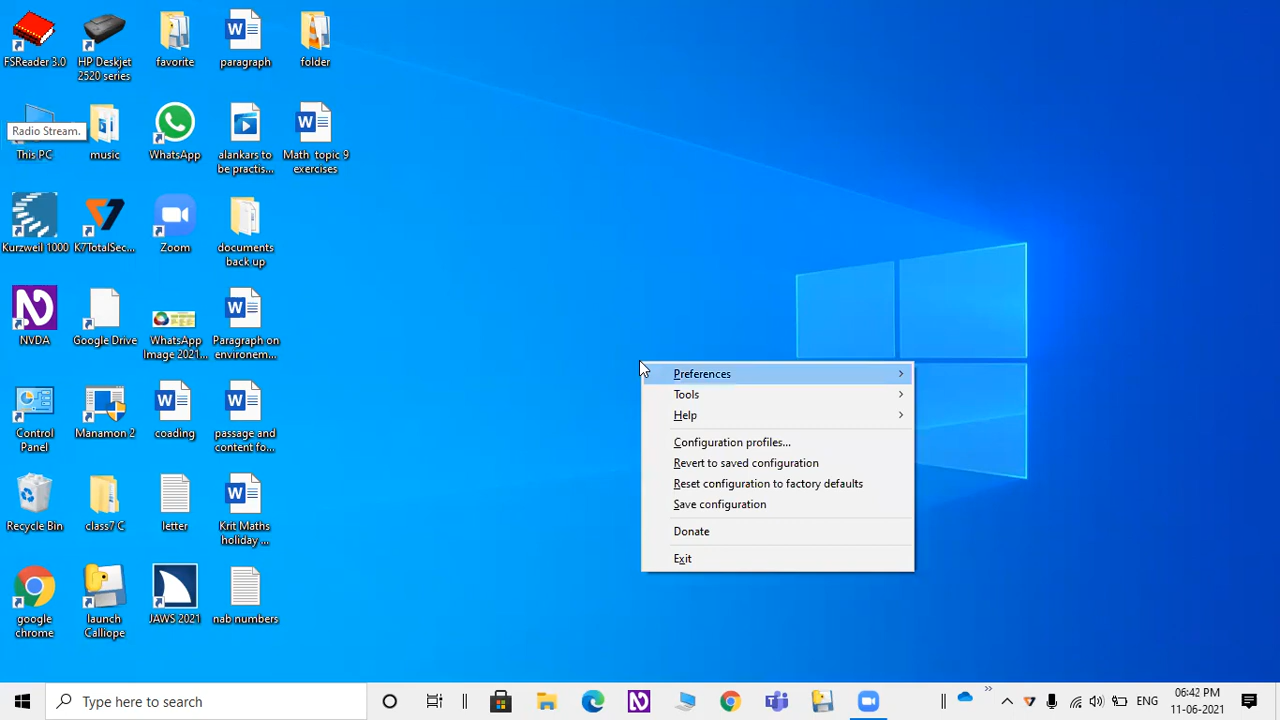 FSReader 3.0
HP Deskjet
2520 series
favorite
paragraph
folder
Radio Stream.
This PC
music
WhatsApp
alankars to
be practis...
Math topic 9
exercises
Kurzweil 1000
K7TotalSec...
Zoom
documents
back up
NVDA
Google Drive
WhatsApp
Image 2021...
Paragraph on
environem...
Control
Panel
Manamon 2
coading
passage and
content fo...
Recycle Bin
class7 C
letter
Krit Maths
holiday ...
google
chrome
launch
Calliope
JAWS 2021
nab numbers
Preferences
Tools
Help
Configuration profiles...
Revert to saved configuration
Reset configuration to factory defaults
Save configuration
Donate
Exit
Type here to search
ENG
06:42 PM
11-06-2021